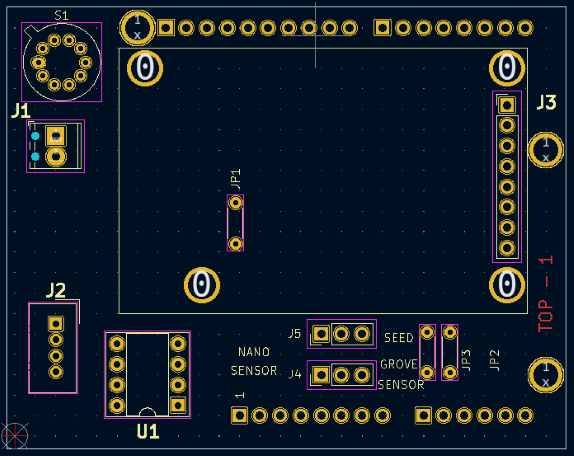 S1
1
x
0
0
J1
J3
1
x
JP1
0
0
TOP - 1
J2
J5
SEED
NANO
SENSOR
GROVE
JP3
JP2
J4
SENSOR
1
x
1
U1